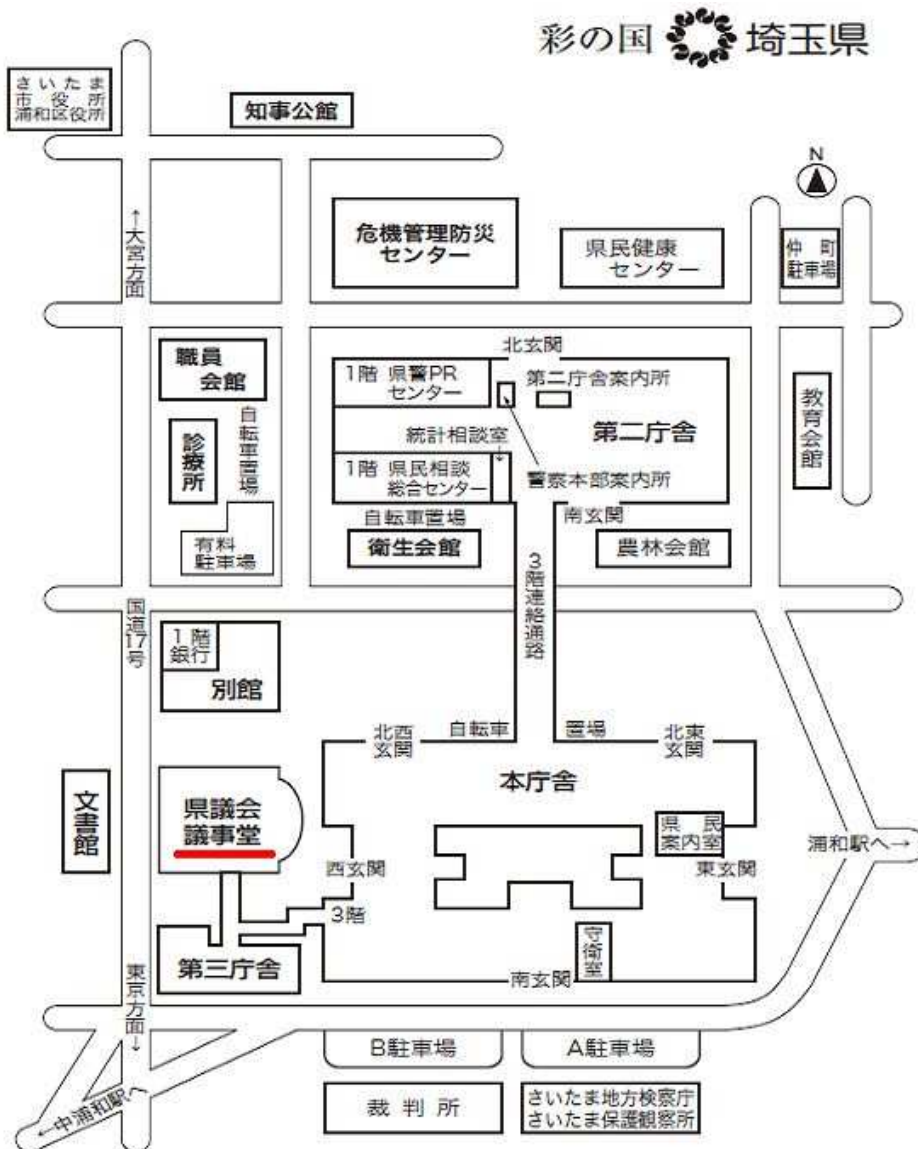 彩の国 埼玉県
さいたま
市役所
浦和区役所
知事公館
N
↑大宮方面
危機管理防災
センター
県民健康
センター
仲町
駐車場
職員
会館
北玄関
1階 県警PR
センター
第二庁舎案内所
第二庁舎
教育会館
自転車置場
診療所
統計相談室
↓
1階 県民相談
総合センター
警察本部案内所
自転車置場
南玄関
有料
駐車場
衛生会館
農林会館
3階連絡通路
国道17号
1階
銀行
別館
北西
玄関
自転車
置場
北東
玄関
本庁舎
文書館
県議会
議事堂
県民
案内室
浦和駅へ→
西玄関
東玄関
3階
守衛室
第三庁舎
南玄関
東京方面→
B駐車場
A駐車場
←中浦和駅へ
裁判所
さいたま地方検察庁
さいたま保護観察所